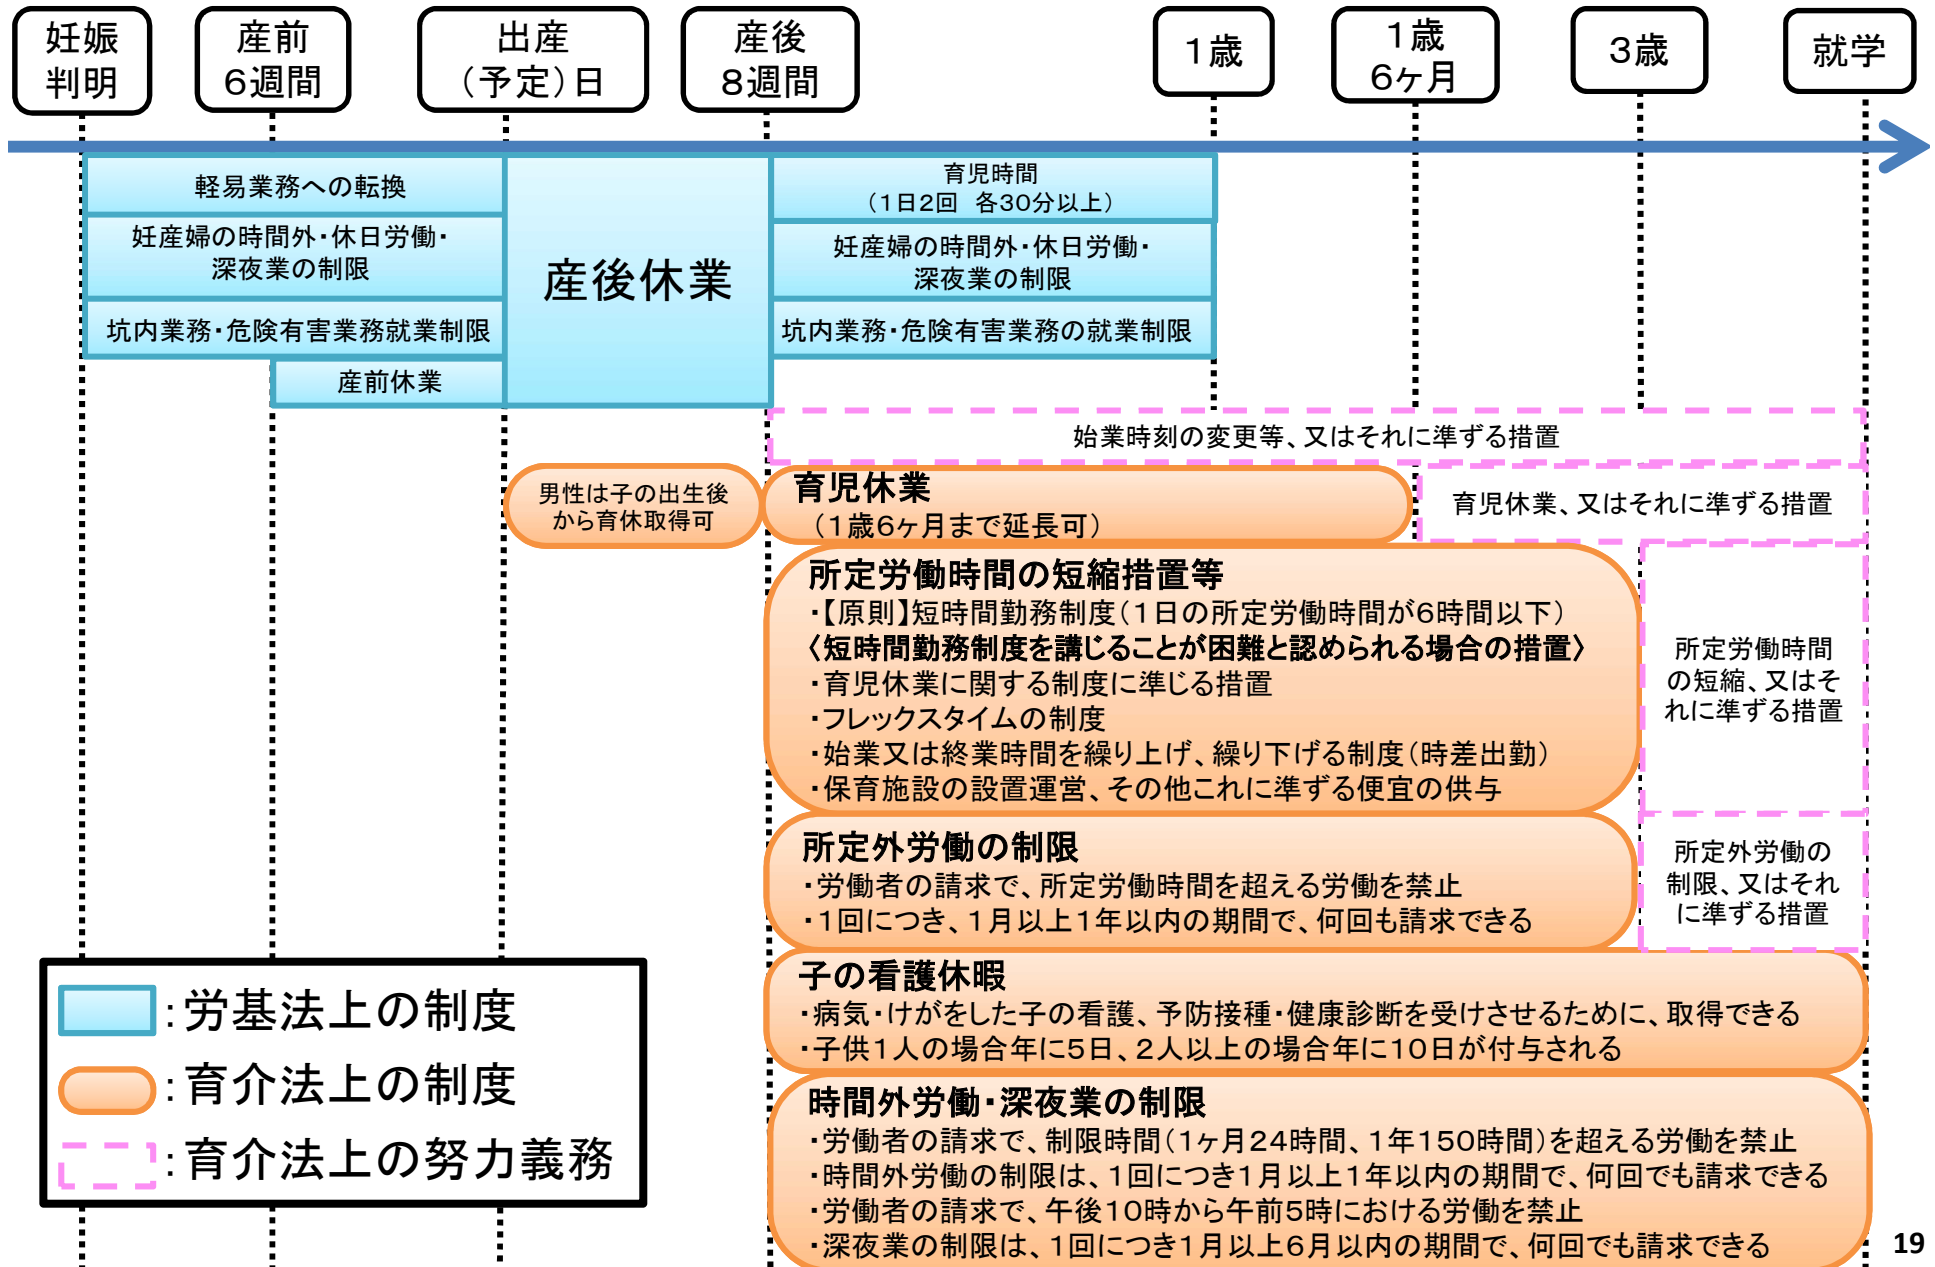 妊娠
判明
産前
6週間
出産
(予定)日
産後
8週間
1歳
1歳
6ヶ月
3歳
就学
軽易業務への転換
妊産婦の時間外・休日労働・
深夜業の制限
坑内業務・危険有害業務就業制限
産前休業
産後休業
育児時間
(1日2回 各30分以上)
妊産婦の時間外・休日労働・
深夜業の制限
坑内業務・危険有害業務の就業制限
始業時刻の変更等、又はそれに準ずる措置
男性は子の出生後
から育休取得可
育児休業
(1歳6ヶ月まで延長可)
育児休業、又はそれに準ずる措置
所定労働時間の短縮措置等
・【原則】短時間勤務制度(1日の所定労働時間が6時間以下)
〈短時間勤務制度を講じることが困難と認められる場合の措置〉
・育児休業に関する制度に準じる措置
・フレックスタイムの制度
・始業又は終業時間を繰り上げ、繰り下げる制度(時差出勤)
・保育施設の設置運営、その他これに準ずる便宜の供与
所定労働時間
の短縮、又はそ
れに準ずる措置
所定外労働の制限
・労働者の請求で、所定労働時間を超える労働を禁止
・1回につき、1月以上1年以内の期間で、何回も請求できる
所定外労働の
制限、又はそれ
に準ずる措置
子の看護休暇
・病気・けがをした子の看護、予防接種・健康診断を受けさせるために、取得できる
・子供1人の場合年に5日、2人以上の場合年に10日が付与される
時間外労働・深夜業の制限
・労働者の請求で、制限時間(1ヶ月24時間、1年150時間)を超える労働を禁止
・時間外労働の制限は、1回につき1月以上1年以内の期間で、何回でも請求できる
・労働者の請求で、午後10時から午前5時における労働を禁止
・深夜業の制限は、1回につき1月以上6月以内の期間で、何回でも請求できる
:労基法上の制度
:育介法上の制度
:育介法上の努力義務
19